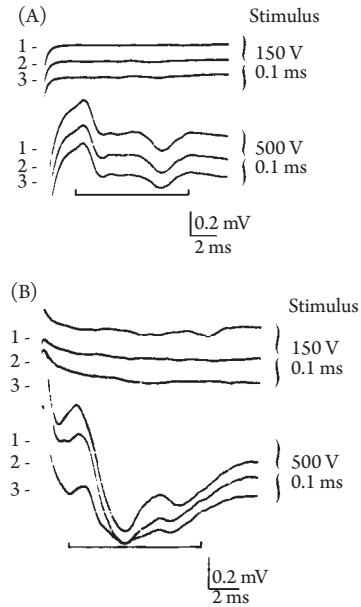 (A)
Stimulus
1 -
2 -
3 -
150 V
0.1 ms
1 -
2 -
3 -
500 V
0.1 ms
0.2 mV
2 ms
(B)
Stimulus
1 -
2 -
3 -
150 V
0.1 ms
1 -
2 -
3 -
500 V
0.1 ms
0.2 mV
2 ms